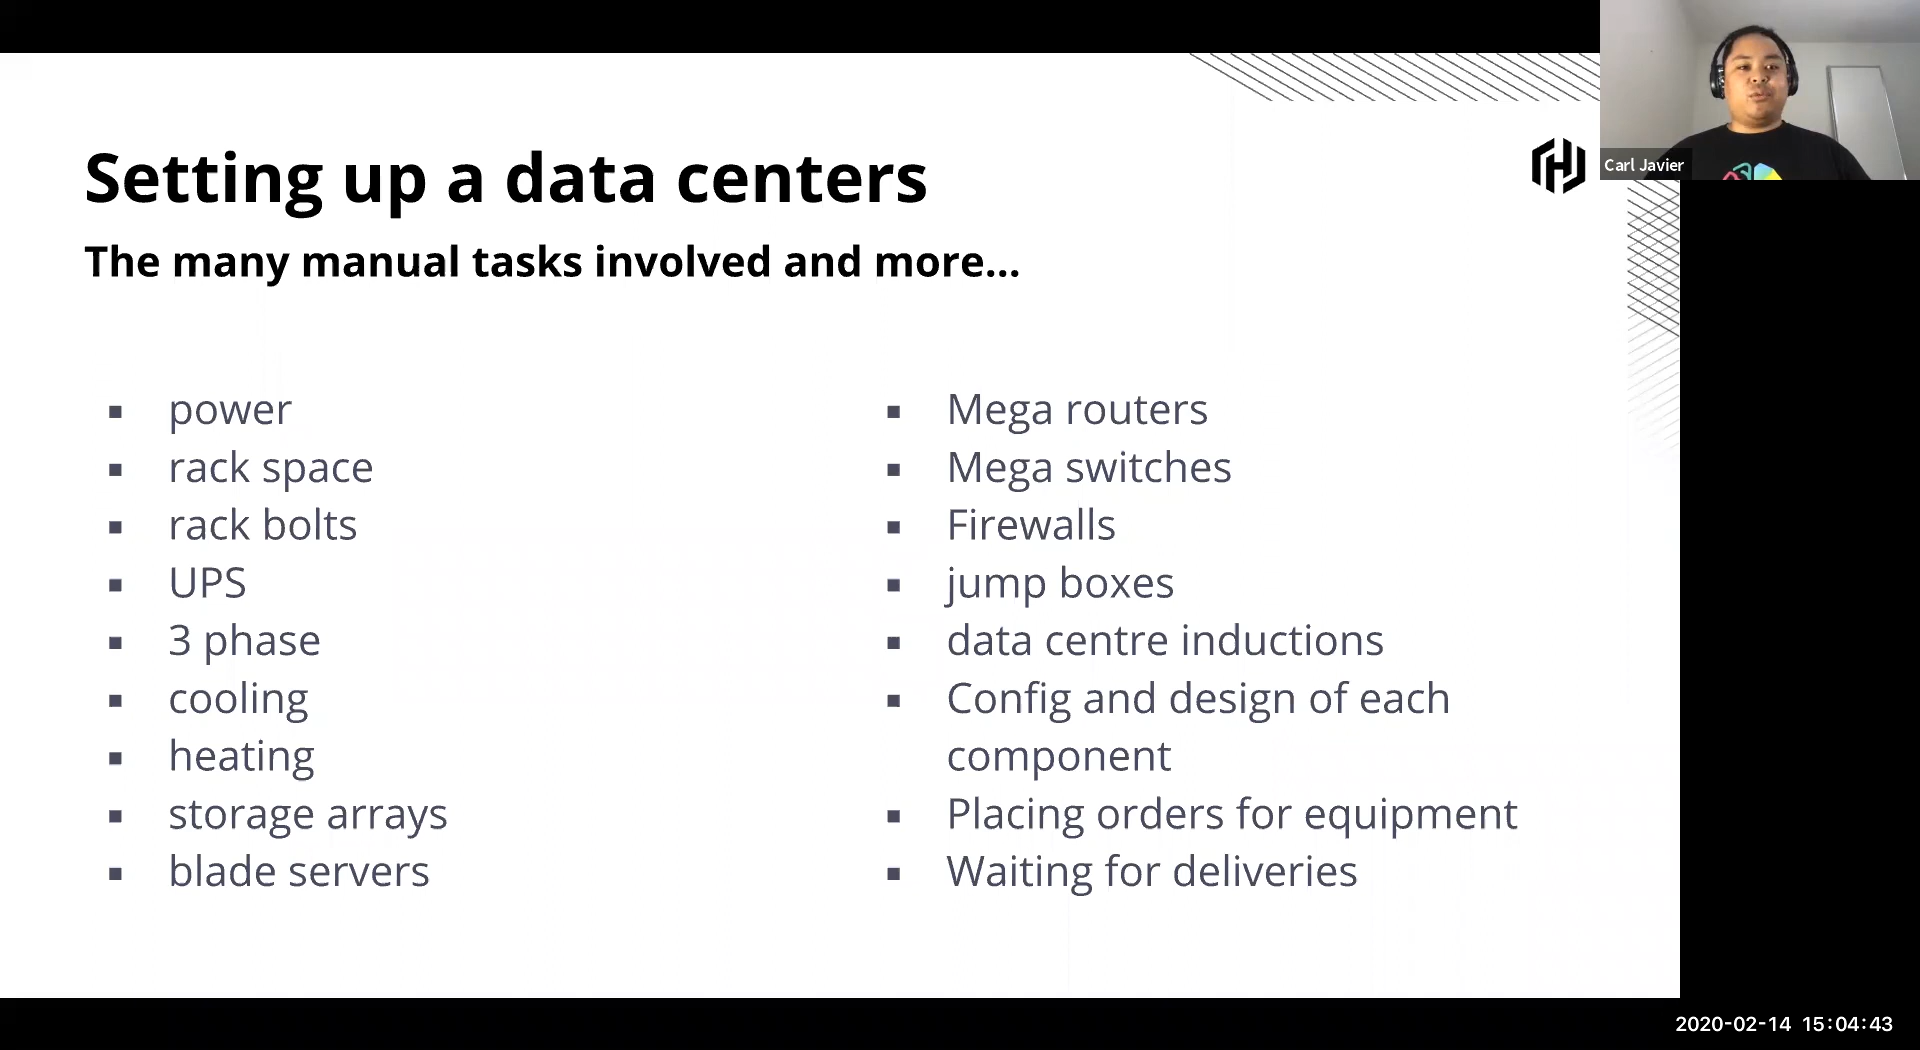 Setting up a data centers
The many manual tasks involved and more...
power
rack space
rack bolts
UPS
3 phase
cooling
heating
storage arrays
blade servers
Mega routers
Mega switches
Firewalls
jump boxes
data centre inductions
Config and design of each
component
Placing orders for equipment
Waiting for deliveries
Carl Javier
2020-02-14 15:04:43